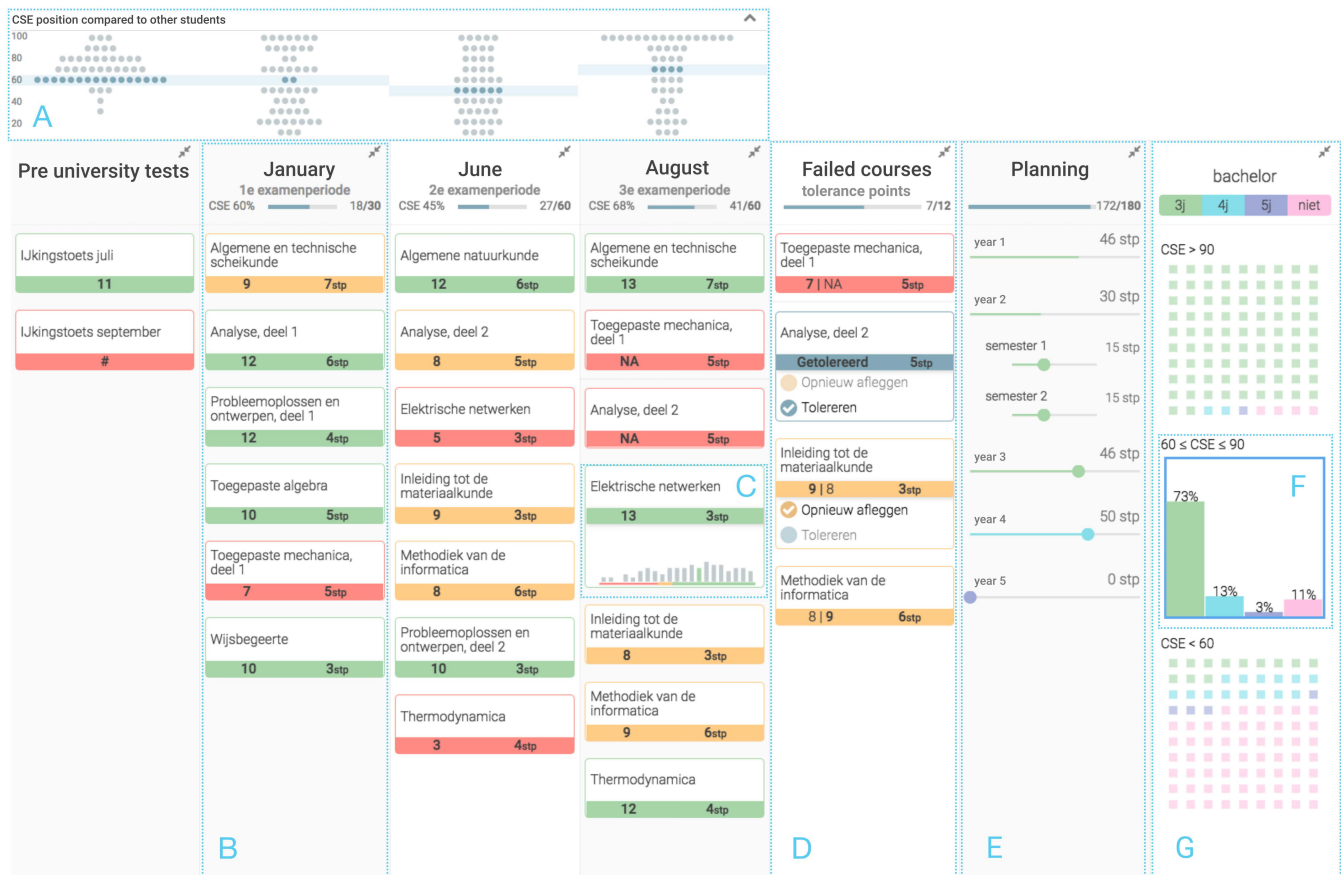 CSE position compared to other students
100
80
60
40
20
A
Pre university tests
IJkingstoets juli
11
IJkingstoets september
#
January
1e examenperiode
CSE 60% 18/30
Algemene en technische
scheikunde
9 7stp
Analyse, deel 1
12 6stp
Probleemoplossen en
ontwerpen, deel 1
12 4stp
Toegepaste algebra
10 5stp
Toegepaste mechanica,
deel 1
7 5stp
Wijsbegeerte
10 3stp
B
June
2e examenperiode
CSE 45% 27/60
Algemene natuurkunde
12 6stp
Analyse, deel 2
8 5stp
Elektrische netwerken
5 3stp
Inleiding tot de
materiaalkunde
9 3stp
Methodiek van de
informatica
8 6stp
Probleemoplossen en
ontwerpen, deel 2
10 3stp
Thermodynamica
3 4stp
August
3e examenperiode
CSE 68% 41/60
Algemene en technische
scheikunde
13 7stp
Toegepaste mechanica,
deel 1
NA 5stp
Analyse, deel 2
NA 5stp
Elektrische netwerken C
13 3stp
Inleiding tot de
materiaalkunde
8 3stp
Methodiek van de
informatica
9 6stp
Thermodynamica
12 4stp
Failed courses
tolerance points
7/12
Toegepaste mechanica,
deel 1
7 | NA 5stp
Analyse, deel 2
Getolereerd 5stp
Opnieuw afleggen
Tolereren
Inleiding tot de
materiaalkunde
9 | 8 3stp
Opnieuw afleggen
Tolereren
Methodiek van de
informatica
8 | 9 6stp
D
Planning
172/180
year 1 46 stp
year 2 30 stp
semester 1 15 stp
semester 2 15 stp
year 3 46 stp
year 4 50 stp
year 5 0 stp
E
bachelor
3j 4j 5j niet
CSE > 90
60 ≤ CSE ≤ 90
F
73%
13%
3%
11%
CSE < 60
G